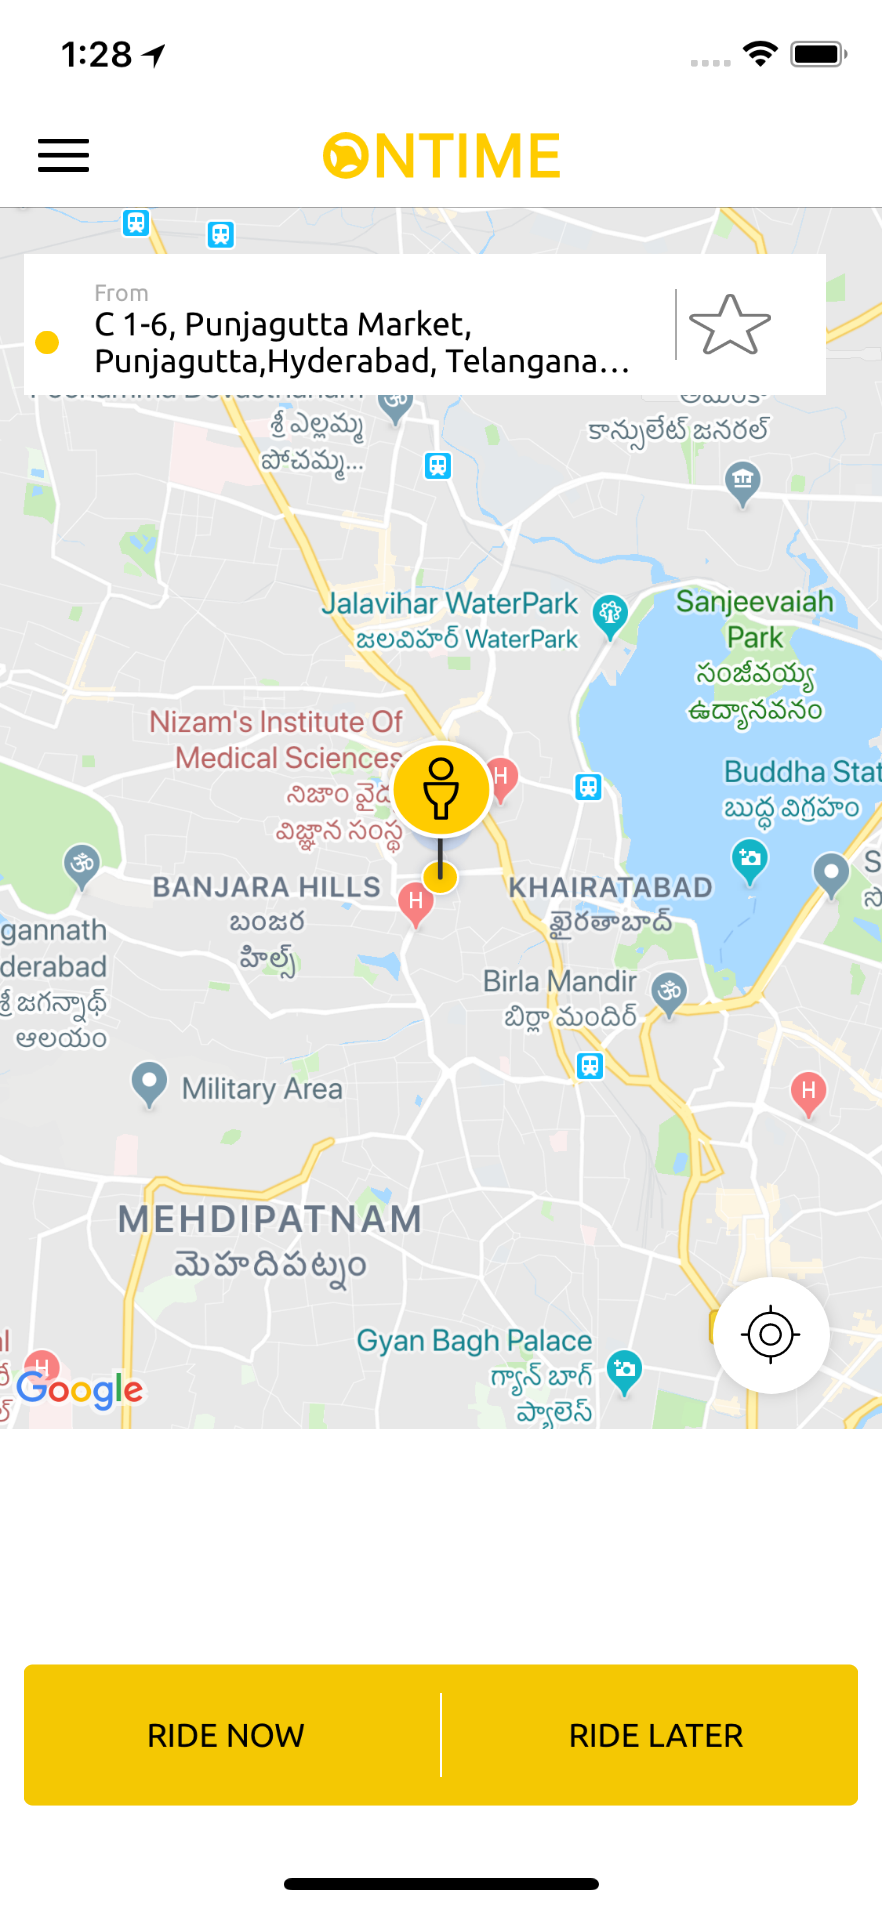 1:28
ONTIME
From
C 1-6, Punjagutta Market,
Punjagutta,Hyderabad, Telangana...
శ్రీ ఎల్లమ్మ
పోచమ్మ...
కాన్సులేట్ జనరల్
Jalavihar WaterPark
జలవిహార్ WaterPark
Sanjeevaiah
Park
సంజీవయ్య
ఉద్యానవనం
Nizam's Institute Of
Medical Sciences
నిజాం వైద
విజ్ఞాన సంస్థ
H
Buddha Stat
బుద్ధ విగ్రహం
BANJARA HILLS
బంజర
హిల్స్
H
KHAIRATABAD
ఖైరతాబాద్
gannath
derabad
శ్రీ జగన్నాథ్
ఆలయం
Birla Mandir
బిర్లా మందిర్
Military Area
H
MEHDIPATNAM
మెహదిపట్నం
Gyan Bagh Palace
గ్యాన్ బాగ్
ప్యాలెస్
H
Google
RIDE NOW
RIDE LATER